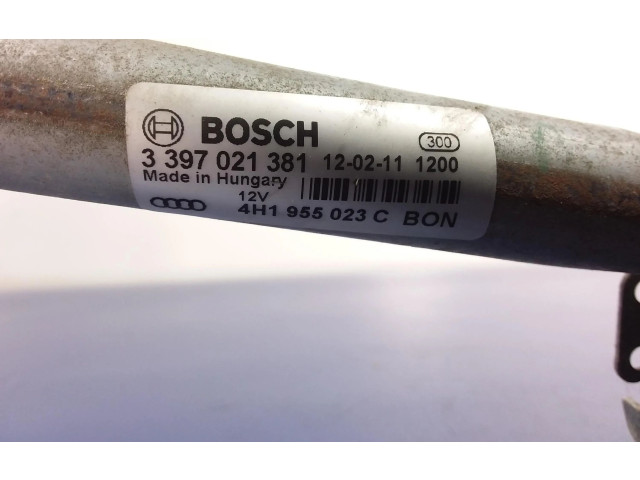 BOSCH 300
3 397 021 381 12-02-11 1200
Made in Hungary
12V
4H1 955 023 C BON